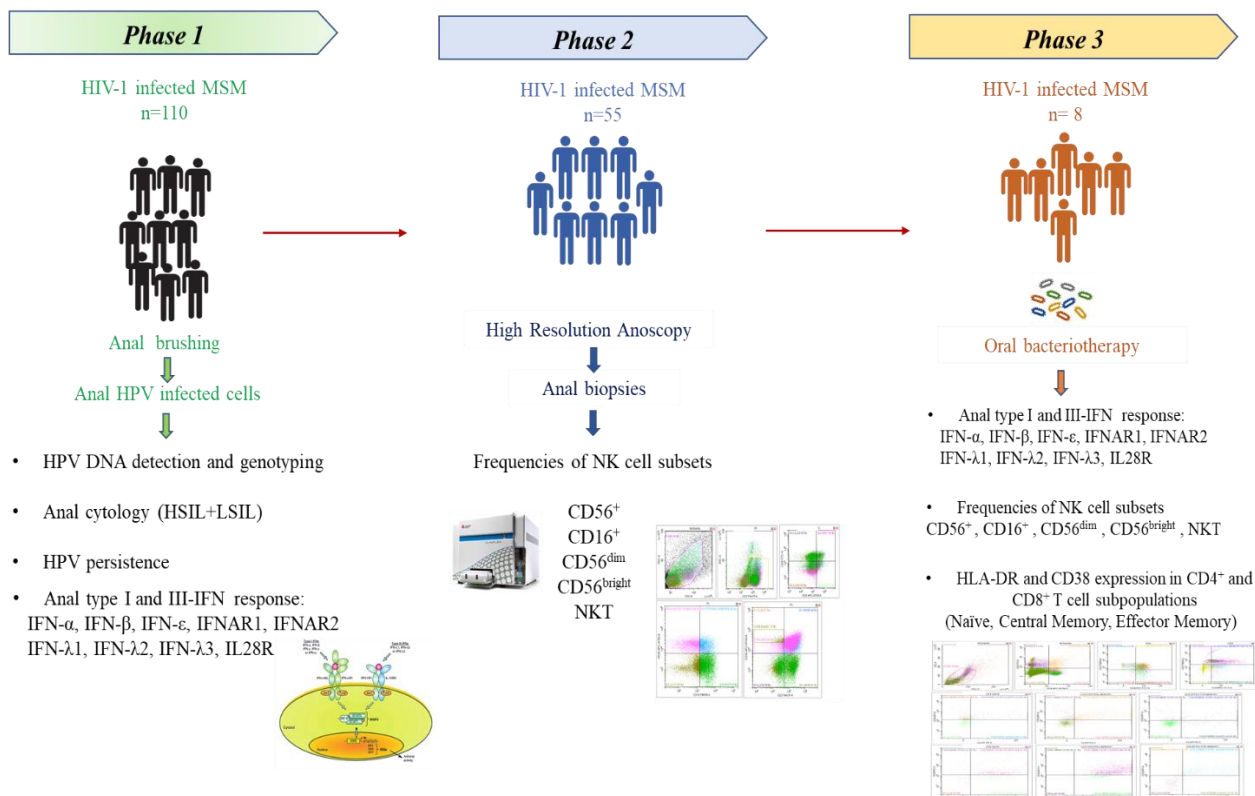 Phase 1
HIV-1 infected MSM
n=110
Anal brushing
Anal HPV infected cells
• HPV DNA detection and genotyping
• Anal cytology (HSIL+LSIL)
• HPV persistence
• Anal type I and III-IFN response:
IFN-α, IFN-β, IFN-ε, IFNAR1, IFNAR2
IFN-λ1, IFN-λ2, IFN-λ3, IL28R
Phase 2
HIV-1 infected MSM
n=55
High Resolution Anoscopy
Anal biopsies
Frequencies of NK cell subsets
CD56⁺
CD16⁺
CD56ᵈⁱᵐ
CD56ᵇʳⁱᵍʰᵗ
NKT
Phase 3
HIV-1 infected MSM
n= 8
Oral bacteriotherapy
• Anal type I and III-IFN response:
IFN-α, IFN-β, IFN-ε, IFNAR1, IFNAR2
IFN-λ1, IFN-λ2, IFN-λ3, IL28R
• Frequencies of NK cell subsets
CD56⁺ , CD16⁺ , CD56ᵈⁱᵐ , CD56ᵇʳⁱᵍʰᵗ , NKT
• HLA-DR and CD38 expression in CD4⁺ and
CD8⁺ T cell subpopulations
(Naïve, Central Memory, Effector Memory)